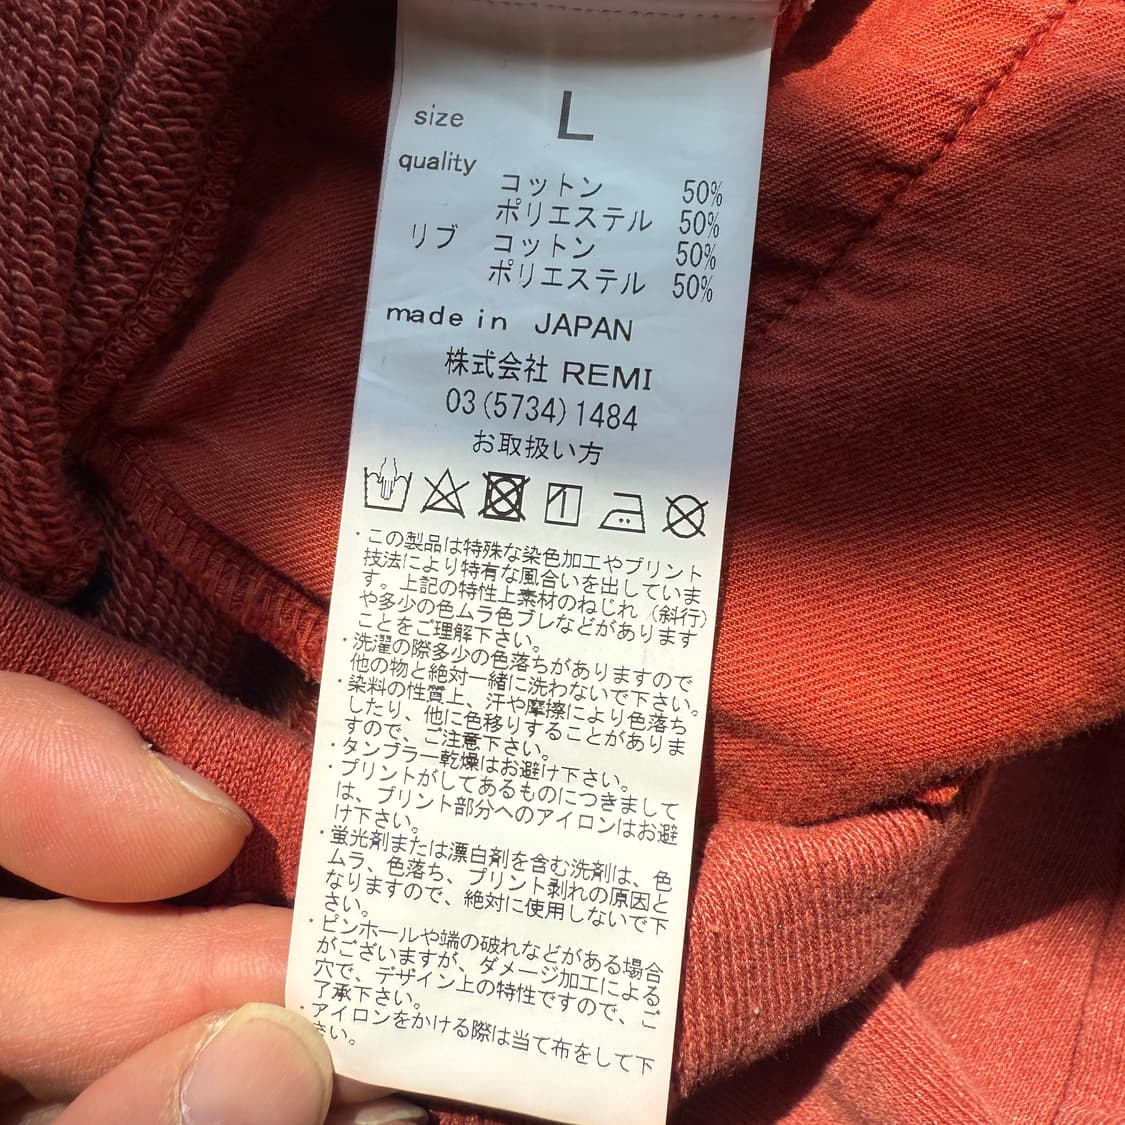 size L
quality
コットン 50%
ポリエステル 50%
リブ コットン 50%
ポリエステル 50%
made in JAPAN
株式会社 REMI
03(5734)1484
お取扱い方
・この製品は特殊な染色加工やプリント
技法により特有な風合いを出していま
す。上記の特性上素材のねじれ（斜行）
や多少の色ムラ色ブレなどがあります
ことをご理解下さい。
・洗濯の際多少の色落ちがありますので
他の物と絶対一緒に洗わないで下さい。
・染料の性質上、汗や摩擦により色落ち
したり、他に色移りすることがありま
すので、ご注意下さい。
・タンブラー乾燥はお避け下さい。
・プリントがしてあるものにつきまして
は、プリント部分へのアイロンはお避
け下さい。
・蛍光剤または漂白剤を含む洗剤は、色
ムラ、色落ち、プリント剥れの原因と
なりますので、絶対に使用しないで下
さい。
・ピンホールや端の破れなどがある場合
がございますが、ダメージ加工による
穴で、デザイン上の特性ですので、ご
了承下さい。
・アイロンをかける際は当て布をして下
さい。